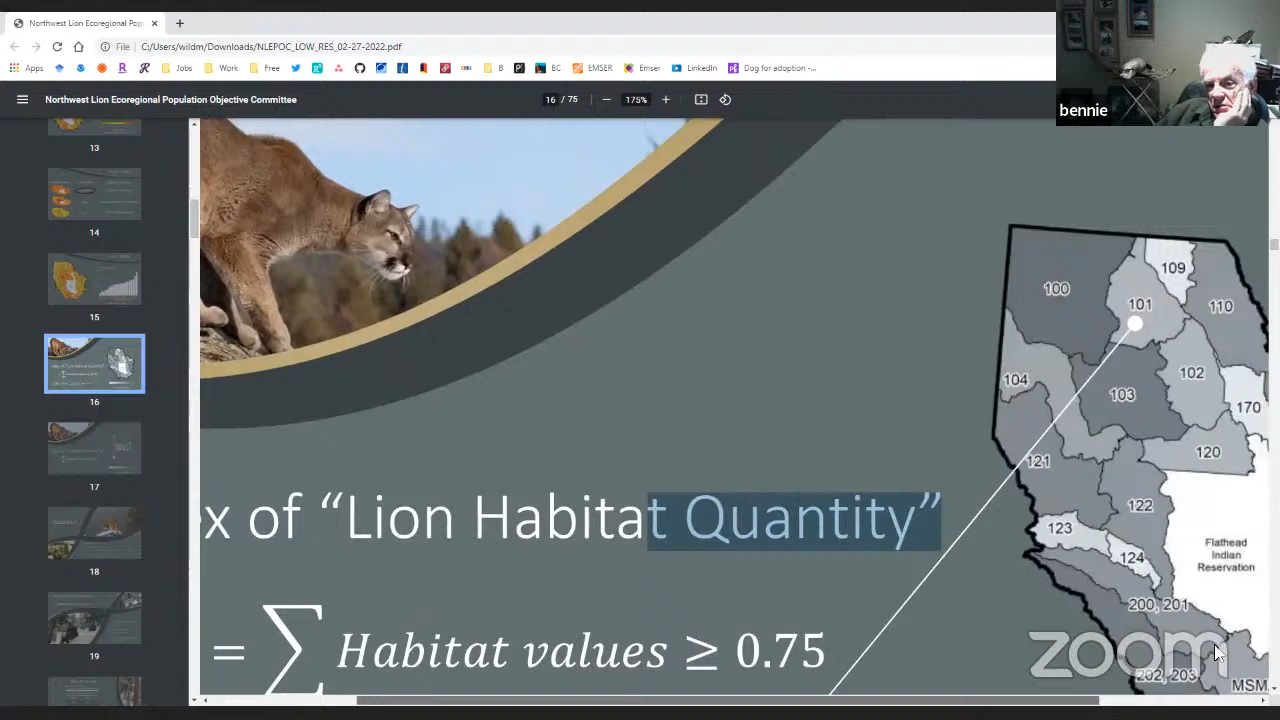 Northwest Lion Ecoregional Pop
File
C:/Users/wildm/Downloads/NLEPOC_LOW_RES_02-27-2022.pdf
Apps
Jobs
Work
Free
8
BC
EMSER
Emser
LinkedIn
Dog for adoption -...
bennie
Northwest Lion Ecoregional Population Objective Committee
16 / 75
175%
13
14
15
16
17
18
19
109
100
101
110
104
102
103
170
121
120
122
123
124
Flathead
Indian
Reservation
200, 201
202, 203
MSM
x of “Lion Habitat Quantity”
= ∑ Habitat values ≥ 0.75
zoom